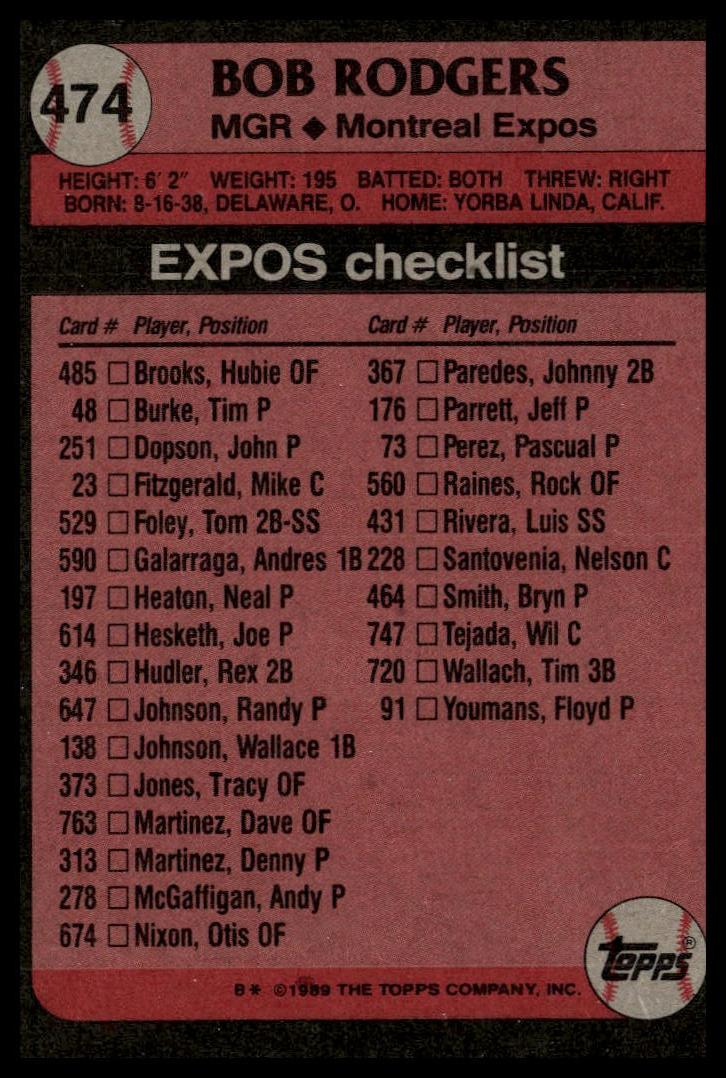 474
BOB RODGERS
MGR ◆ Montreal Expos
HEIGHT: 6' 2" WEIGHT: 195 BATTED: BOTH THREW: RIGHT
BORN: 8-16-38, DELAWARE, O. HOME: YORBA LINDA, CALIF.
EXPOS checklist
Card # Player, Position
485 □ Brooks, Hubie OF
48 □ Burke, Tim P
251 □ Dopson, John P
23 □ Fitzgerald, Mike C
529 □ Foley, Tom 2B-SS
590 □ Galarraga, Andres 1B
197 □ Heaton, Neal P
614 □ Hesketh, Joe P
346 □ Hudler, Rex 2B
647 □ Johnson, Randy P
138 □ Johnson, Wallace 1B
373 □ Jones, Tracy OF
763 □ Martinez, Dave OF
313 □ Martinez, Denny P
278 □ McGaffigan, Andy P
674 □ Nixon, Otis OF
Card # Player, Position
367 □ Paredes, Johnny 2B
176 □ Parrett, Jeff P
73 □ Perez, Pascual P
560 □ Raines, Rock OF
431 □ Rivera, Luis SS
228 □ Santovenia, Nelson C
464 □ Smith, Bryn P
747 □ Tejada, Wil C
720 □ Wallach, Tim 3B
91 □ Youmans, Floyd P
Topps®
B* ©1989 THE TOPPS COMPANY, INC.